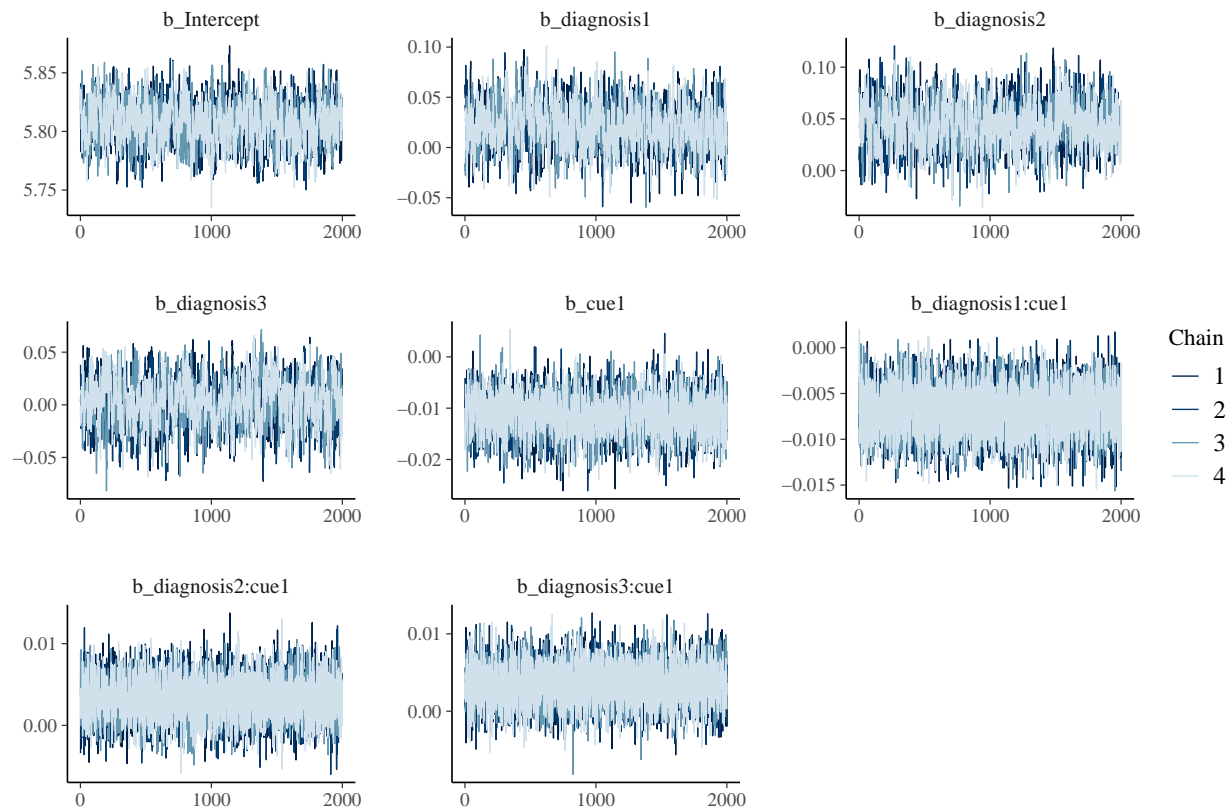 b_Intercept
5.85
5.80
5.75
0 1000 2000
b_diagnosis1
0.10
0.05
0.00
−0.05
0 1000 2000
b_diagnosis2
0.10
0.05
0.00
0 1000 2000
b_diagnosis3
0.05
0.00
−0.05
0 1000 2000
b_cue1
0.00
−0.01
−0.02
0 1000 2000
b_diagnosis1:cue1
0.000
−0.005
−0.010
−0.015
0 1000 2000
Chain
1
2
3
4
b_diagnosis2:cue1
0.01
0.00
0 1000 2000
b_diagnosis3:cue1
0.01
0.00
0 1000 2000